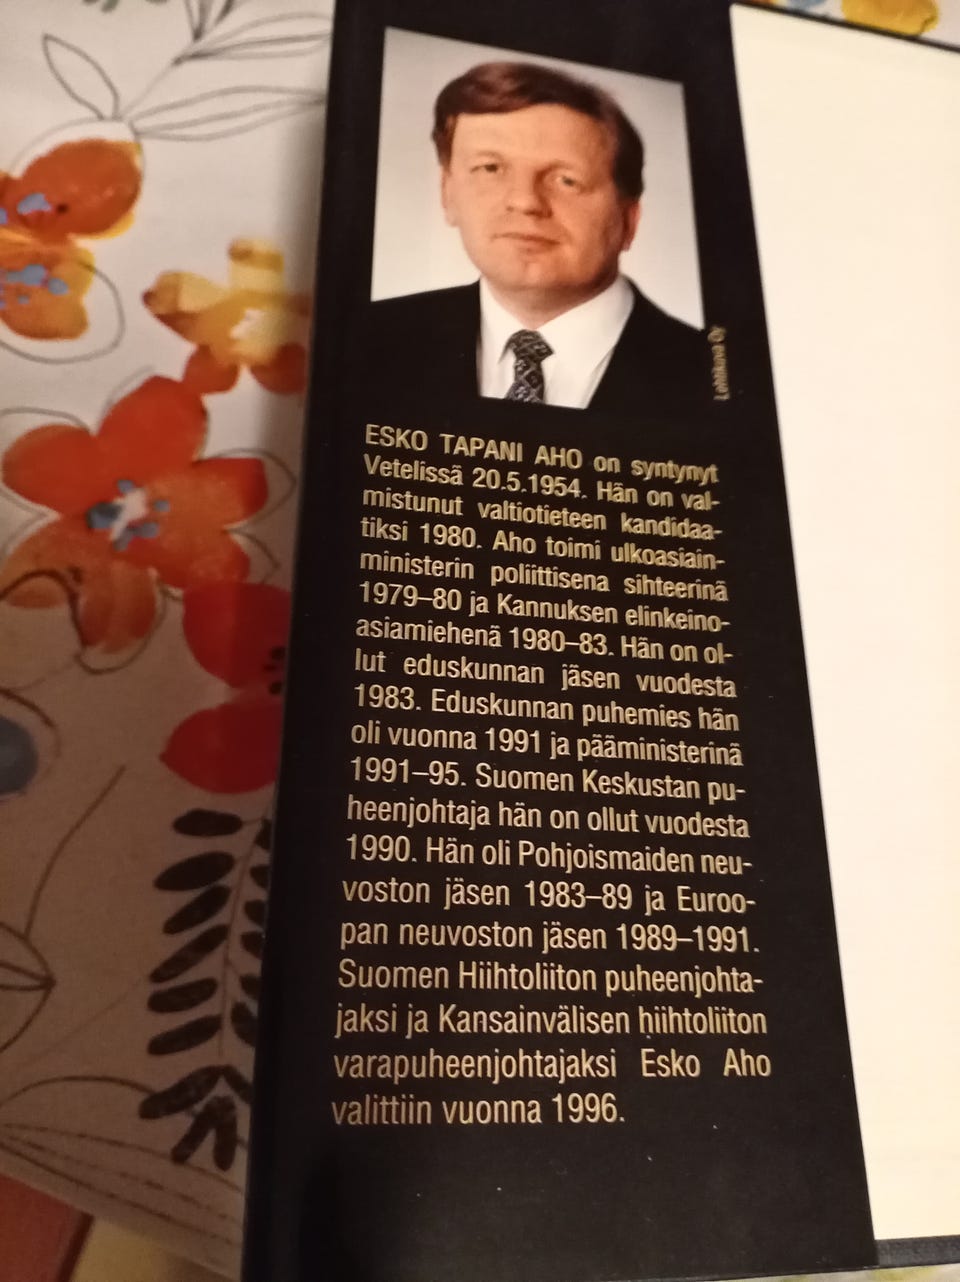 Lehtikuva Oy
ESKO TAPANI AHO on syntynyt
Vetelissä 20.5.1954. Hän on val-
mistunut valtiotieteen kandidaa-
tiksi 1980. Aho toimi ulkoasiain-
ministerin poliittisena sihteerinä
1979–80 ja Kannuksen elinkeino-
asiamiehenä 1980–83. Hän on ol-
lut eduskunnan jäsen vuodesta
1983. Eduskunnan puhemies hän
oli vuonna 1991 ja pääministerinä
1991–95. Suomen Keskustan pu-
heenjohtaja hän on ollut vuodesta
1990. Hän oli Pohjoismaiden neu-
voston jäsen 1983–89 ja Euroo-
pan neuvoston jäsen 1989–1991.
Suomen Hiihtoliiton puheenjohta-
jaksi ja Kansainvälisen hiihtoliiton
varapuheenjohtajaksi Esko Aho
valittiin vuonna 1996.